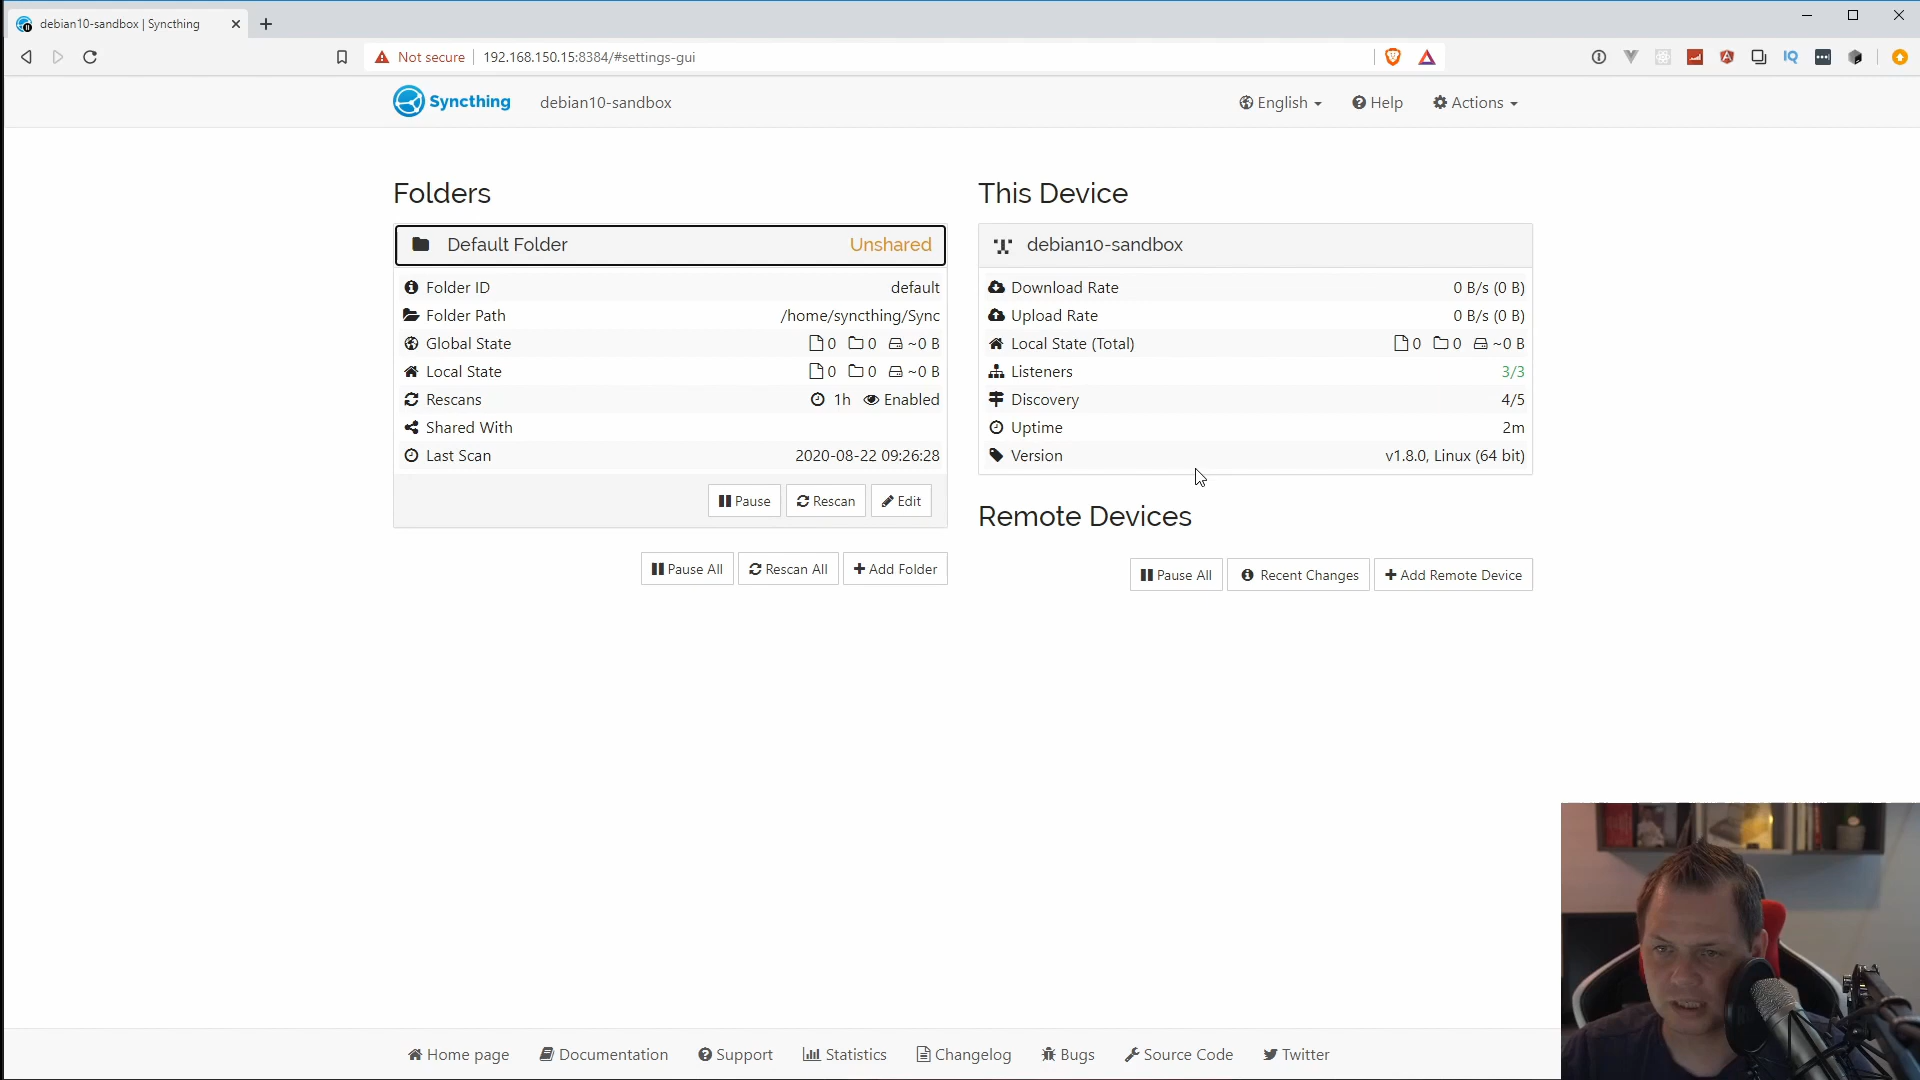 debian10-sandbox | Syncthing
Not secure 192.168.150.15:8384/#settings-gui
Syncthing debian10-sandbox English Help Actions
Folders
Default Folder Unshared
Folder ID default
Folder Path /home/syncthing/Sync
Global State 0 0 ~0 B
Local State 0 0 ~0 B
Rescans 1h Enabled
Shared With
Last Scan 2020-08-22 09:26:28
Pause Rescan Edit
Pause All Rescan All Add Folder
This Device
debian10-sandbox
Download Rate 0 B/s (0 B)
Upload Rate 0 B/s (0 B)
Local State (Total) 0 0 ~0 B
Listeners 3/3
Discovery 4/5
Uptime 2m
Version v1.8.0, Linux (64 bit)
Remote Devices
Pause All Recent Changes Add Remote Device
Home page Documentation Support Statistics Changelog Bugs Source Code Twitter